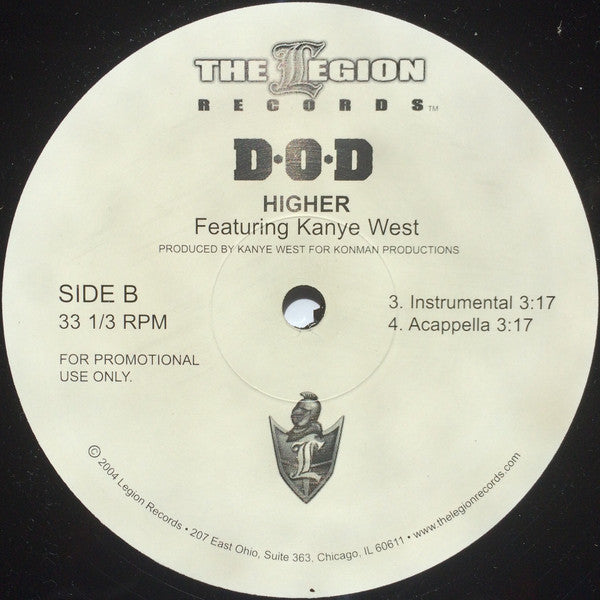 THE LEGION
RECORDS™
D·O·D
HIGHER
Featuring Kanye West
PRODUCED BY KANYE WEST FOR KONMAN PRODUCTIONS
SIDE B
33 1/3 RPM
3. Instrumental 3:17
4. Acappella 3:17
FOR PROMOTIONAL
USE ONLY.
L
© 2004 Legion Records • 207 East Ohio, Suite 363, Chicago, IL 60611 • www.thelegionrecords.com